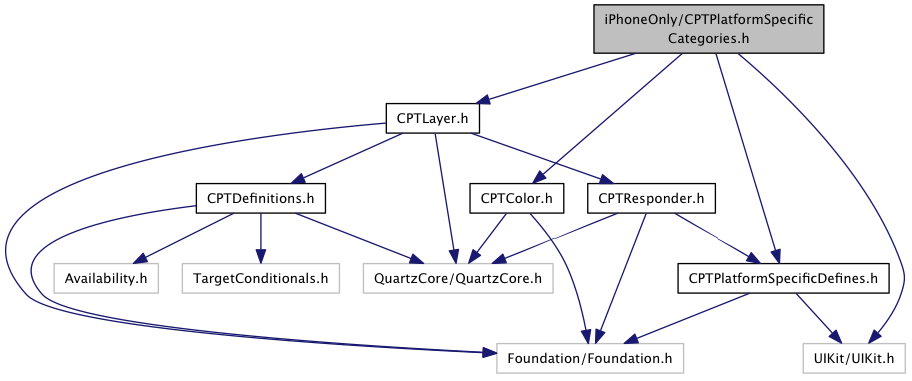 iPhoneOnly/CPTPlatformSpecific
Categories.h
CPTLayer.h
CPTDefinitions.h
CPTColor.h
CPTResponder.h
Availability.h
TargetConditionals.h
QuartzCore/QuartzCore.h
CPTPlatformSpecificDefines.h
Foundation/Foundation.h
UIKit/UIKit.h